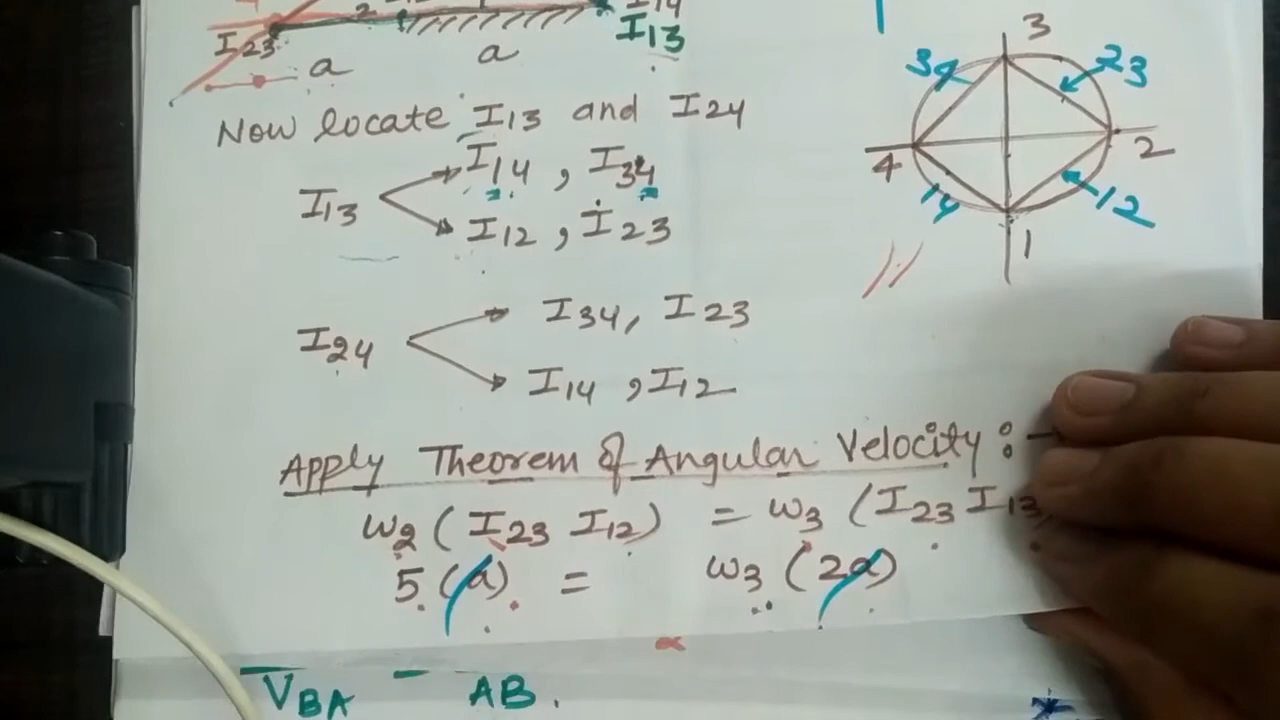 2 I14
I23 I13
a a
Now locate I13 and I24
I13 I14 , I34
I12 , I23
I24 I34, I23
I14 , I12
3
34 23
4 2
14 12
1
Apply Theorem of Angular Velocity :-
ω2 ( I23 I12 ) = ω3 ( I23 I13
5 (a) = ω3 (2a)
VBA - AB .